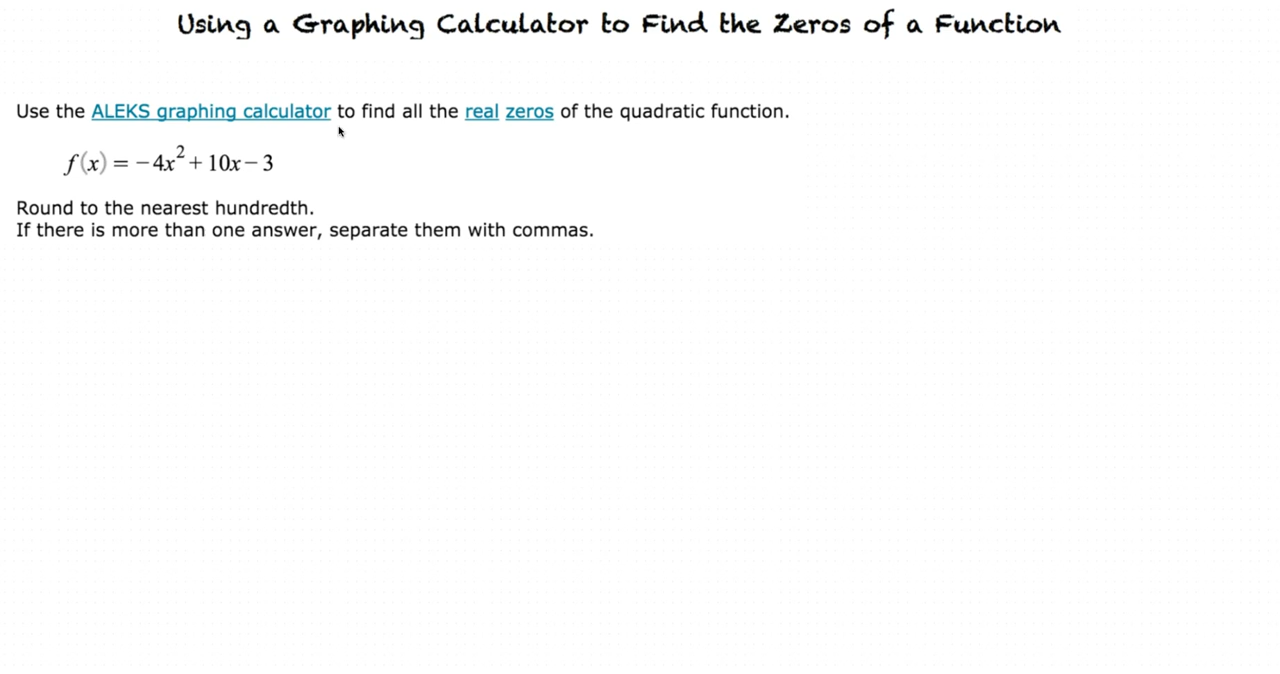 Using a Graphing Calculator to Find the Zeros of a Function
Use the ALEKS graphing calculator to find all the real zeros of the quadratic function.
f(x) = −4x² + 10x − 3
Round to the nearest hundredth.
If there is more than one answer, separate them with commas.